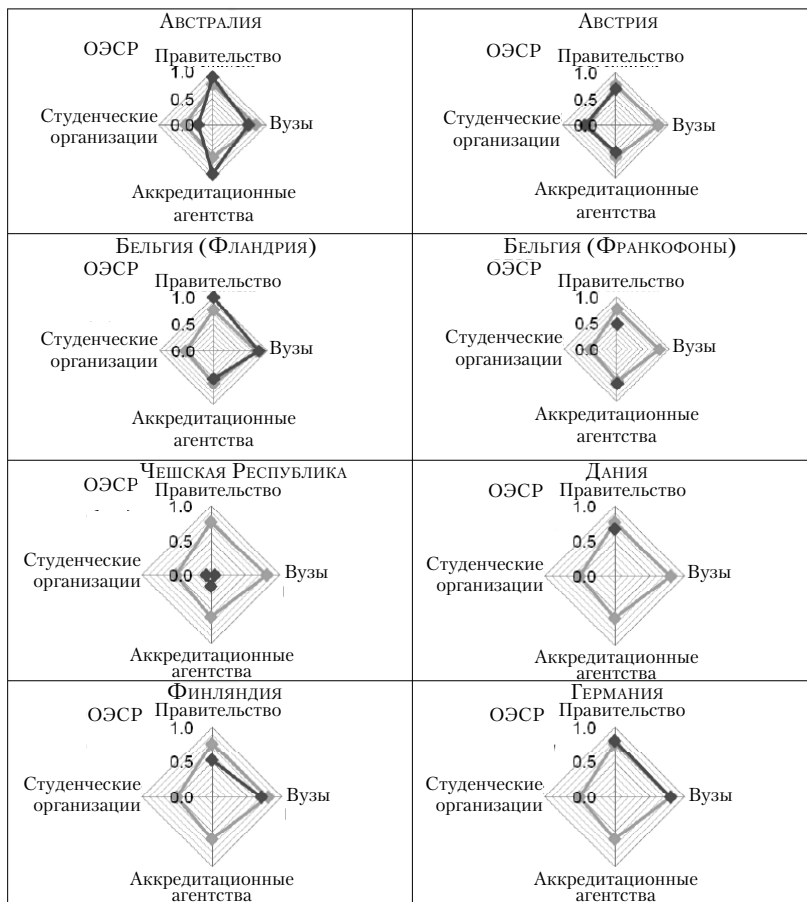 Австралия
ОЭСР
Правительство
1.0
0.5
Студенческие
организации
0.0
Вузы
Аккредитационные
агентства
Австрия
ОЭСР
Правительство
1.0
0.5
Студенческие
организации
0.0
Вузы
Аккредитационные
агентства
Бельгия (Фландрия)
ОЭСР
Правительство
1.0
0.5
Студенческие
организации
0.0
Вузы
Аккредитационные
агентства
Бельгия (Франкофоны)
ОЭСР
Правительство
1.0
0.5
Студенческие
организации
0.0
Вузы
Аккредитационные
агентства
Чешская Республика
ОЭСР
Правительство
1.0
0.5
Студенческие
организации
0.0
Вузы
Аккредитационные
агентства
Дания
ОЭСР
Правительство
1.0
0.5
Студенческие
организации
0.0
Вузы
Аккредитационные
агентства
Финляндия
ОЭСР
Правительство
1.0
0.5
Студенческие
организации
0.0
Вузы
Аккредитационные
агентства
Германия
ОЭСР
Правительство
1.0
0.5
Студенческие
организации
0.0
Вузы
Аккредитационные
агентства